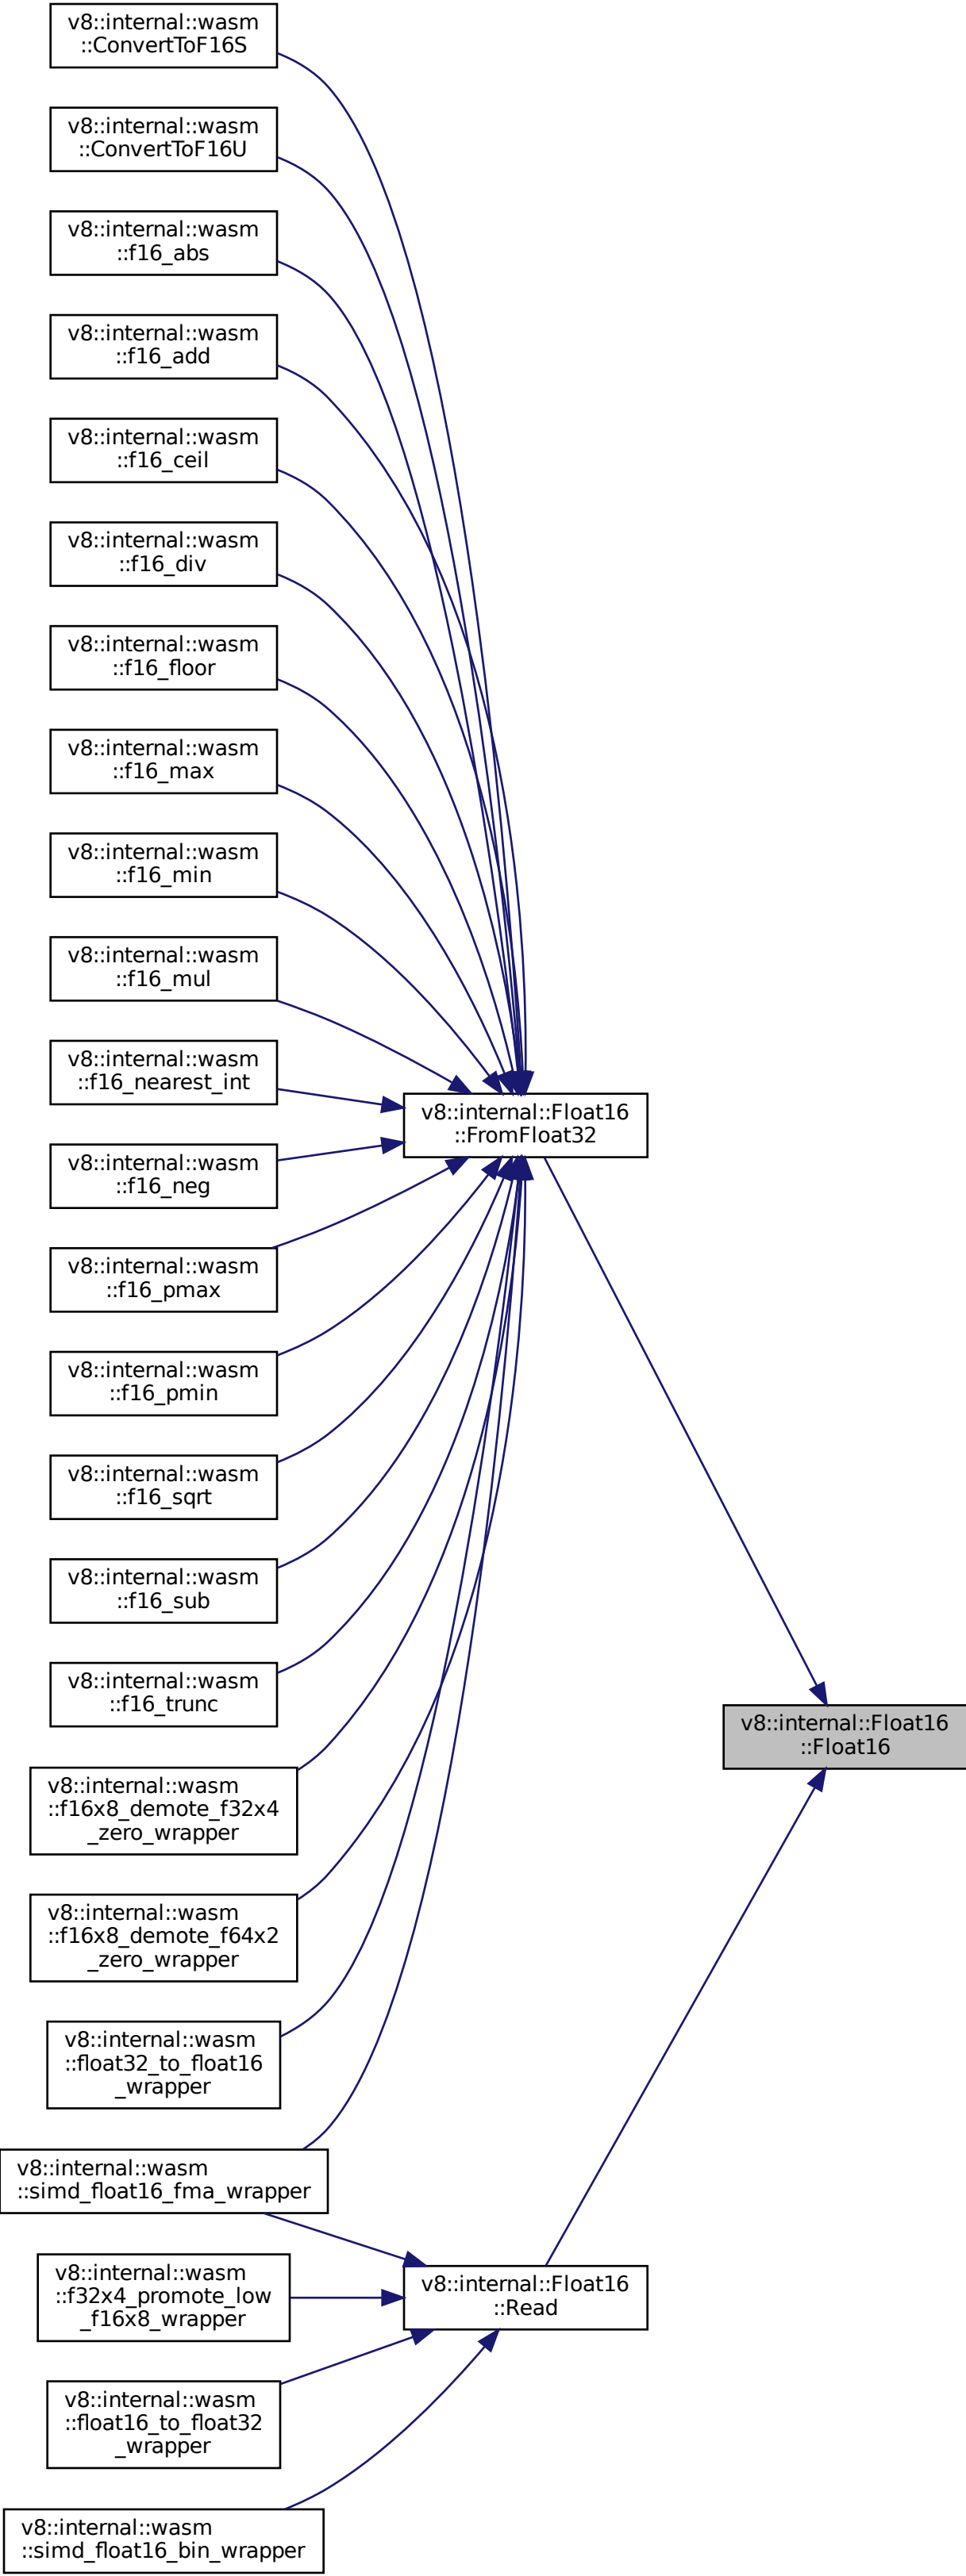 v8::internal::wasm
::ConvertToF16S
v8::internal::wasm
::ConvertToF16U
v8::internal::wasm
::f16_abs
v8::internal::wasm
::f16_add
v8::internal::wasm
::f16_ceil
v8::internal::wasm
::f16_div
v8::internal::wasm
::f16_floor
v8::internal::wasm
::f16_max
v8::internal::wasm
::f16_min
v8::internal::wasm
::f16_mul
v8::internal::wasm
::f16_nearest_int
v8::internal::Float16
::FromFloat32
v8::internal::wasm
::f16_neg
v8::internal::wasm
::f16_pmax
v8::internal::wasm
::f16_pmin
v8::internal::wasm
::f16_sqrt
v8::internal::wasm
::f16_sub
v8::internal::wasm
::f16_trunc
v8::internal::Float16
::Float16
v8::internal::wasm
::f16x8_demote_f32x4
_zero_wrapper
v8::internal::wasm
::f16x8_demote_f64x2
_zero_wrapper
v8::internal::wasm
::float32_to_float16
_wrapper
v8::internal::wasm
::simd_float16_fma_wrapper
v8::internal::wasm
::f32x4_promote_low
_f16x8_wrapper
v8::internal::Float16
::Read
v8::internal::wasm
::float16_to_float32
_wrapper
v8::internal::wasm
::simd_float16_bin_wrapper